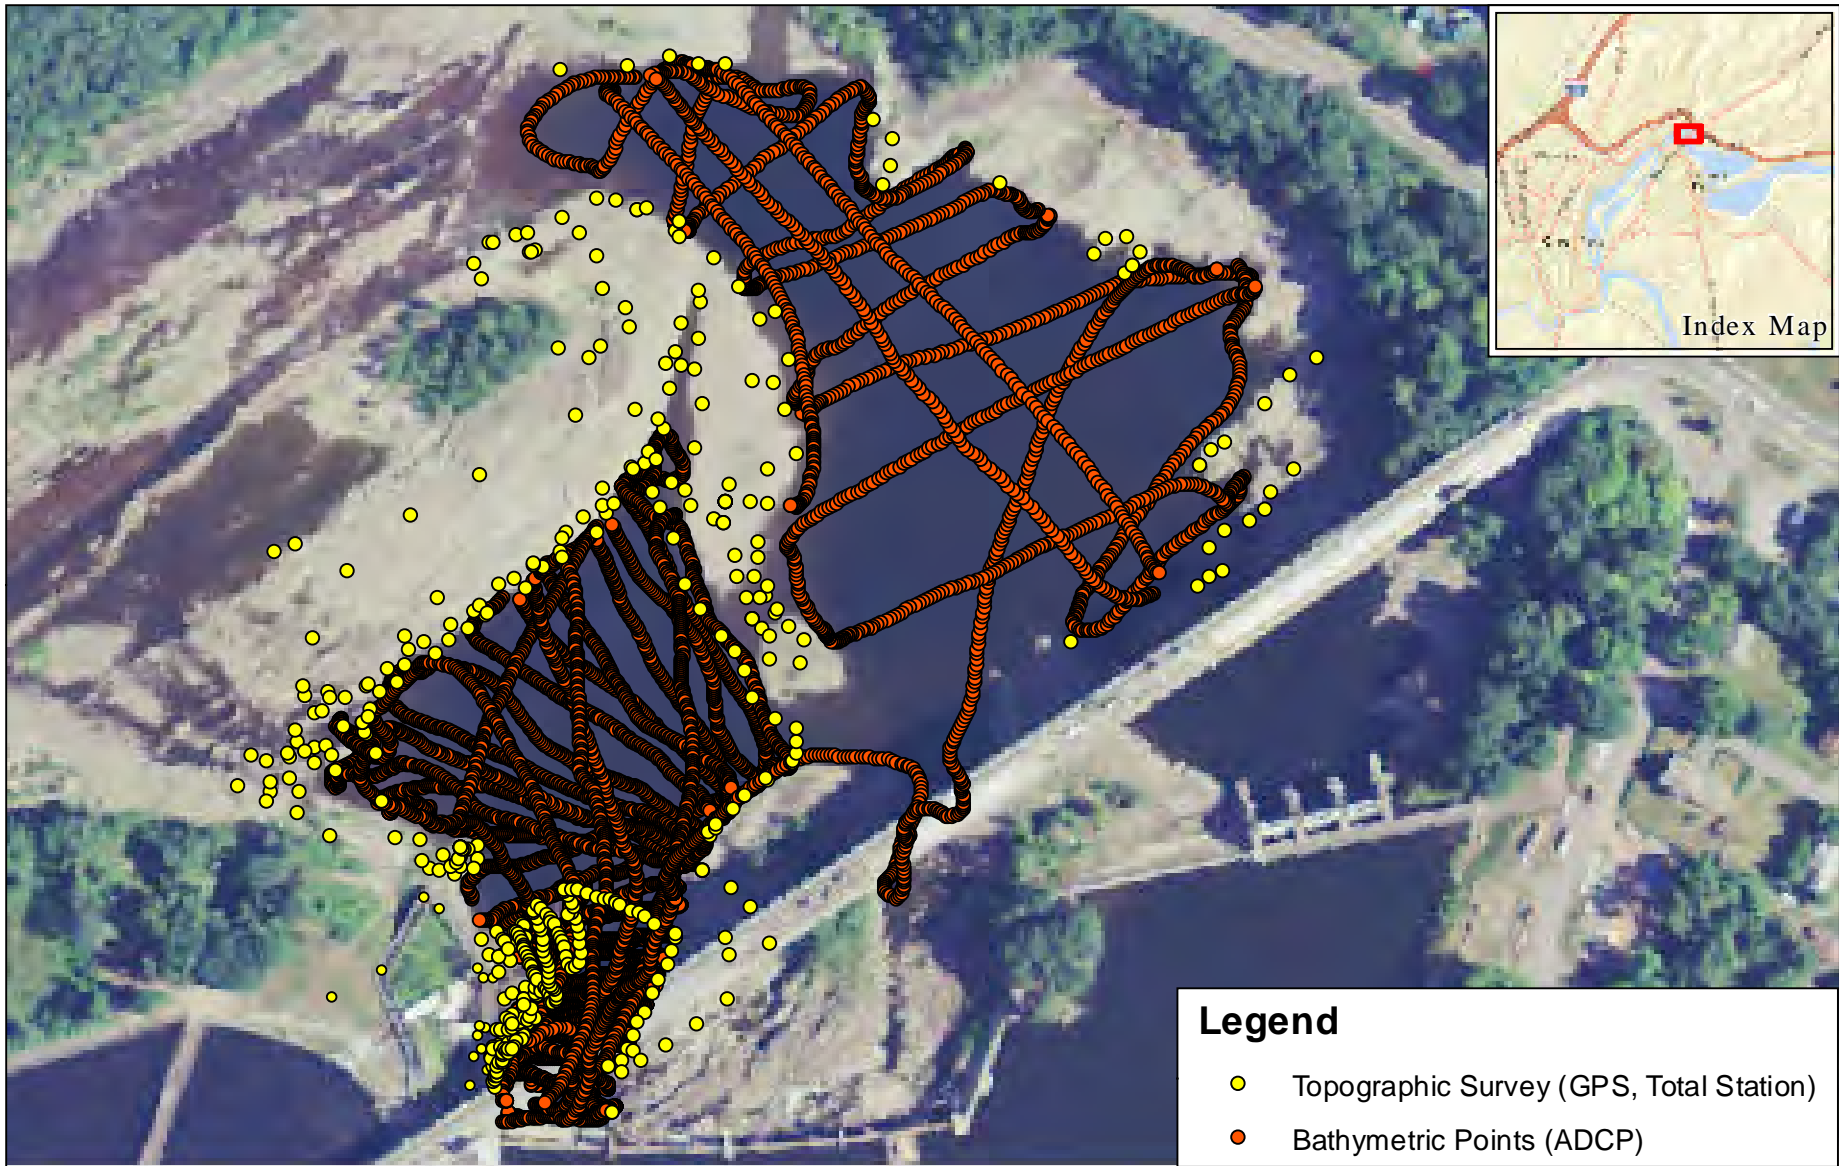 Index Map
Legend
Topographic Survey (GPS, Total Station)
Bathymetric Points (ADCP)